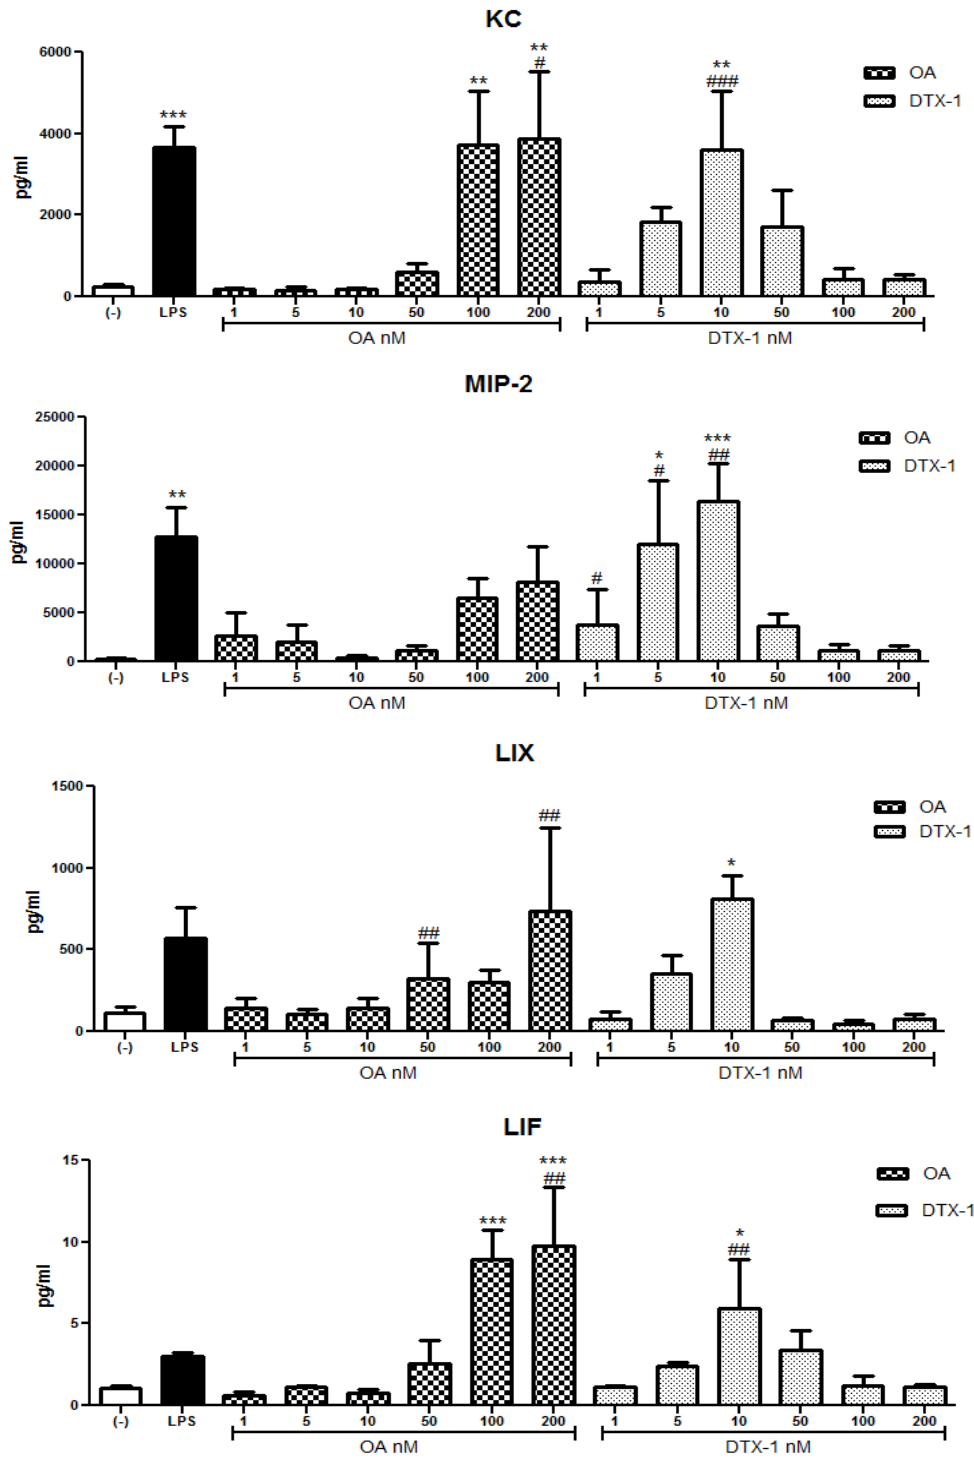 KC
6000
4000
2000
0
pg/ml
***
**
**
#
**
###
OA
DTX-1
(-) LPS 1 5 10 50 100 200 1 5 10 50 100 200
OA nM DTX-1 nM
MIP-2
25000
20000
15000
10000
5000
0
pg/ml
**
#
*
#
***
##
OA
DTX-1
(-) LPS 1 5 10 50 100 200 1 5 10 50 100 200
OA nM DTX-1 nM
LIX
1500
1000
500
0
pg/ml
##
##
*
OA
DTX-1
(-) LPS 1 5 10 50 100 200 1 5 10 50 100 200
OA nM DTX-1 nM
LIF
15
10
5
0
pg/ml
***
***
##
*
##
OA
DTX-1
(-) LPS 1 5 10 50 100 200 1 5 10 50 100 200
OA nM DTX-1 nM